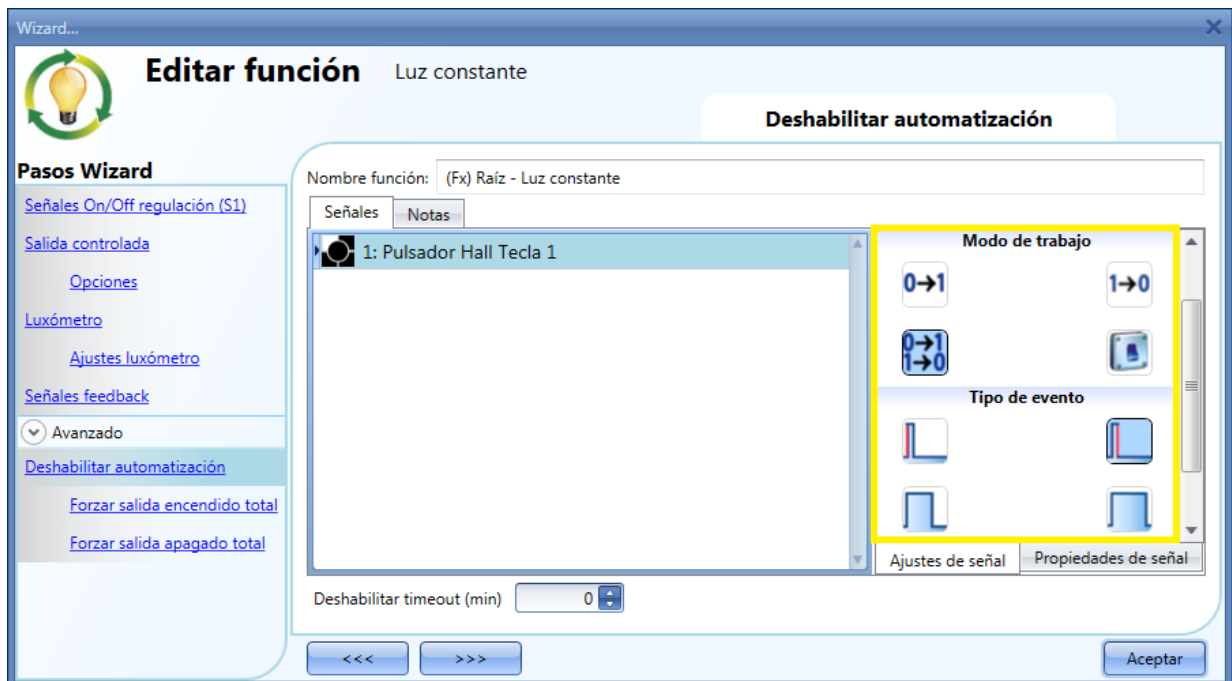 Wizard...
Editar función Luz constante
Deshabilitar automatización
Pasos Wizard
Señales On/Off regulación (S1)
Salida controlada
Opciones
Luxómetro
Ajustes luxómetro
Señales feedback
Avanzado
Deshabilitar automatización
Forzar salida encendido total
Forzar salida apagado total
Nombre función: (Fx) Raíz - Luz constante
Señales Notas
1: Pulsador Hall Tecla 1
Modo de trabajo
0→1 1→0
0→1
1→0
Tipo de evento
Ajustes de señal Propiedades de señal
Deshabilitar timeout (min) 0
<<< >>> Aceptar